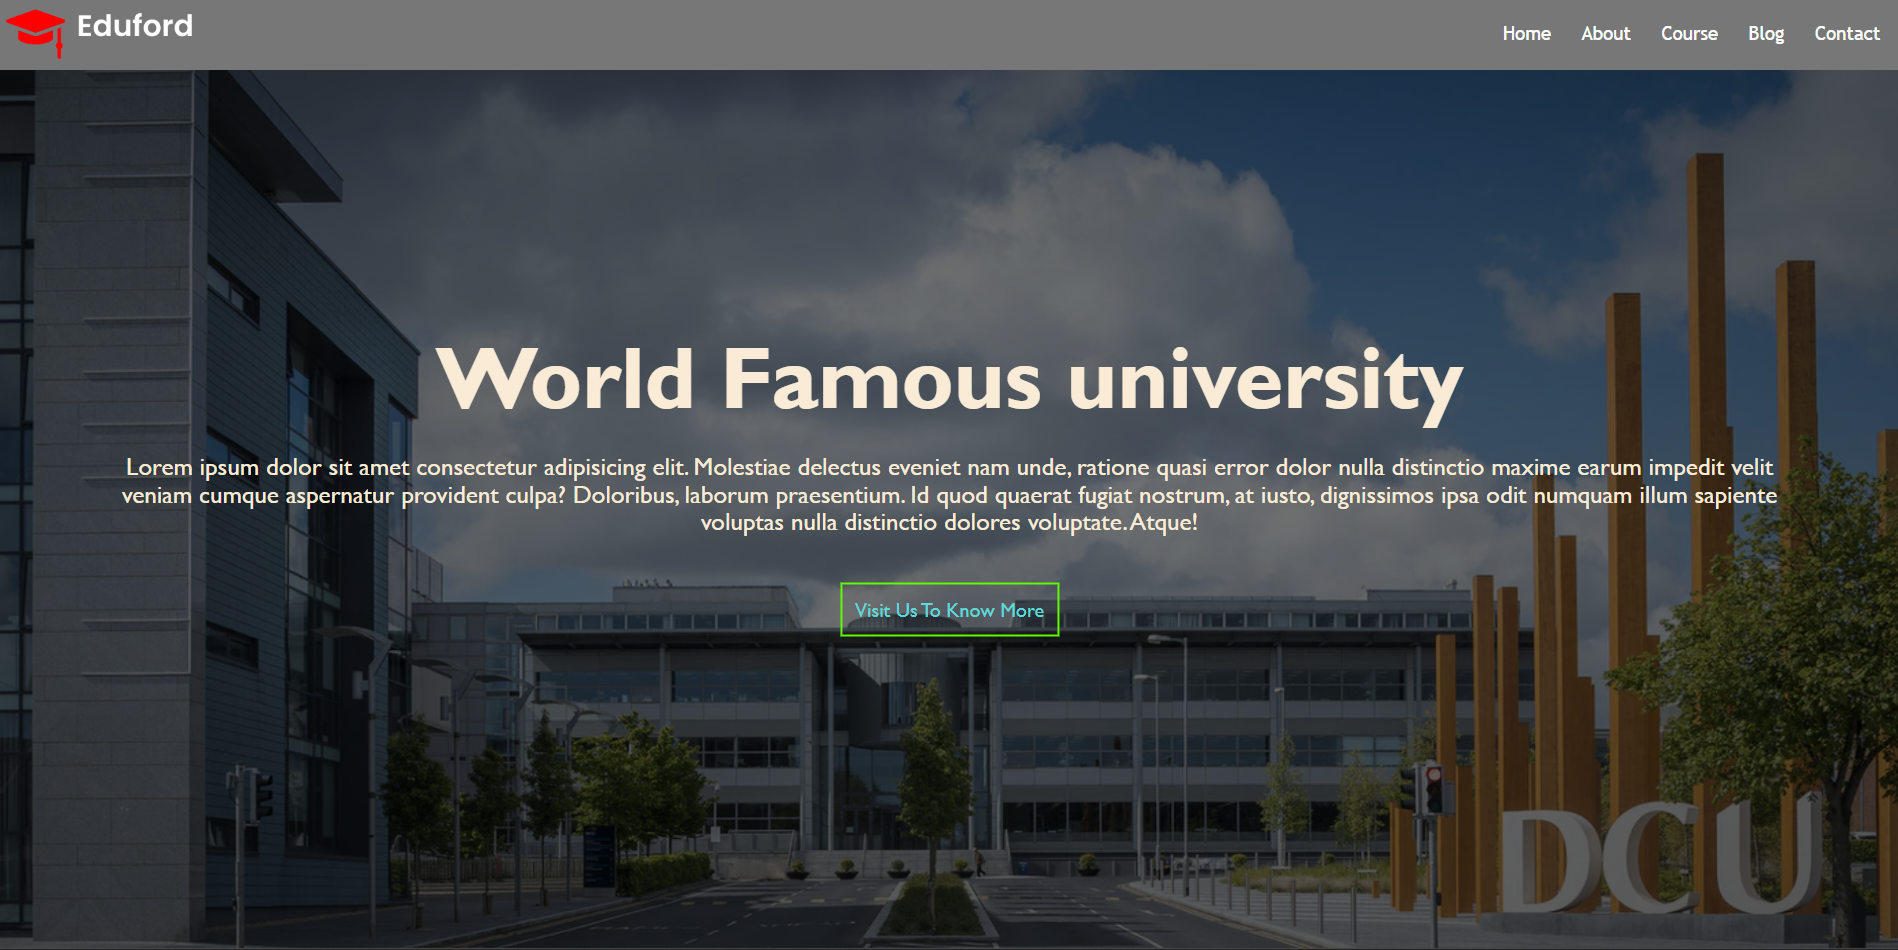 Eduford
Home About Course Blog Contact
World Famous university
Lorem ipsum dolor sit amet consectetur adipisicing elit. Molestiae delectus eveniet nam unde, ratione quasi error dolor nulla distinctio maxime earum impedit velit
veniam cumque aspernatur provident culpa? Doloribus, laborum praesentium. Id quod quaerat fugiat nostrum, at iusto, dignissimos ipsa odit numquam illum sapiente
voluptas nulla distinctio dolores voluptate. Atque!
Visit Us To Know More
DCU